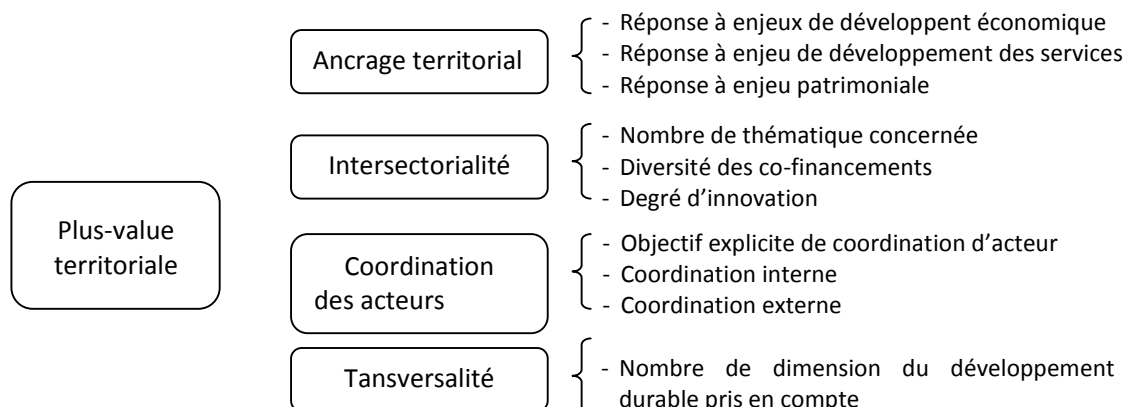 Plus-value
territoriale
Ancrage territorial
- Réponse à enjeux de développent économique
- Réponse à enjeu de développement des services
- Réponse à enjeu patrimoniale
Intersectorialité
- Nombre de thématique concernée
- Diversité des co-financements
- Degré d’innovation
Coordination
des acteurs
- Objectif explicite de coordination d’acteur
- Coordination interne
- Coordination externe
Tansversalité
- Nombre de dimension du développement
durable pris en compte